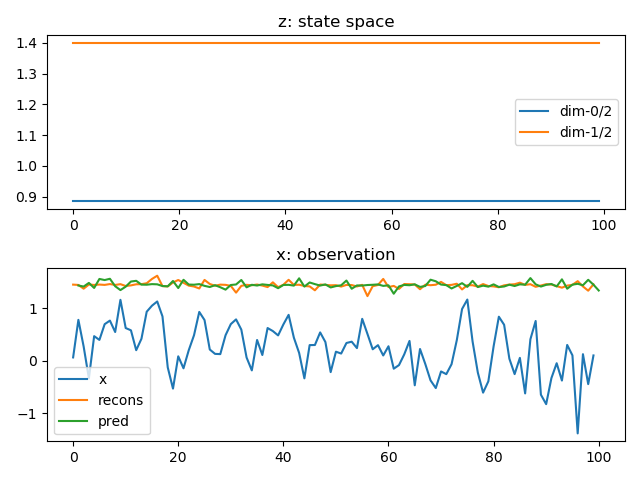 z: state space
1.4
1.3
1.2
1.1
1.0
0.9
dim-0/2
dim-1/2
0 20 40 60 80 100
x: observation
1
0
−1
x
recons
pred
0 20 40 60 80 100